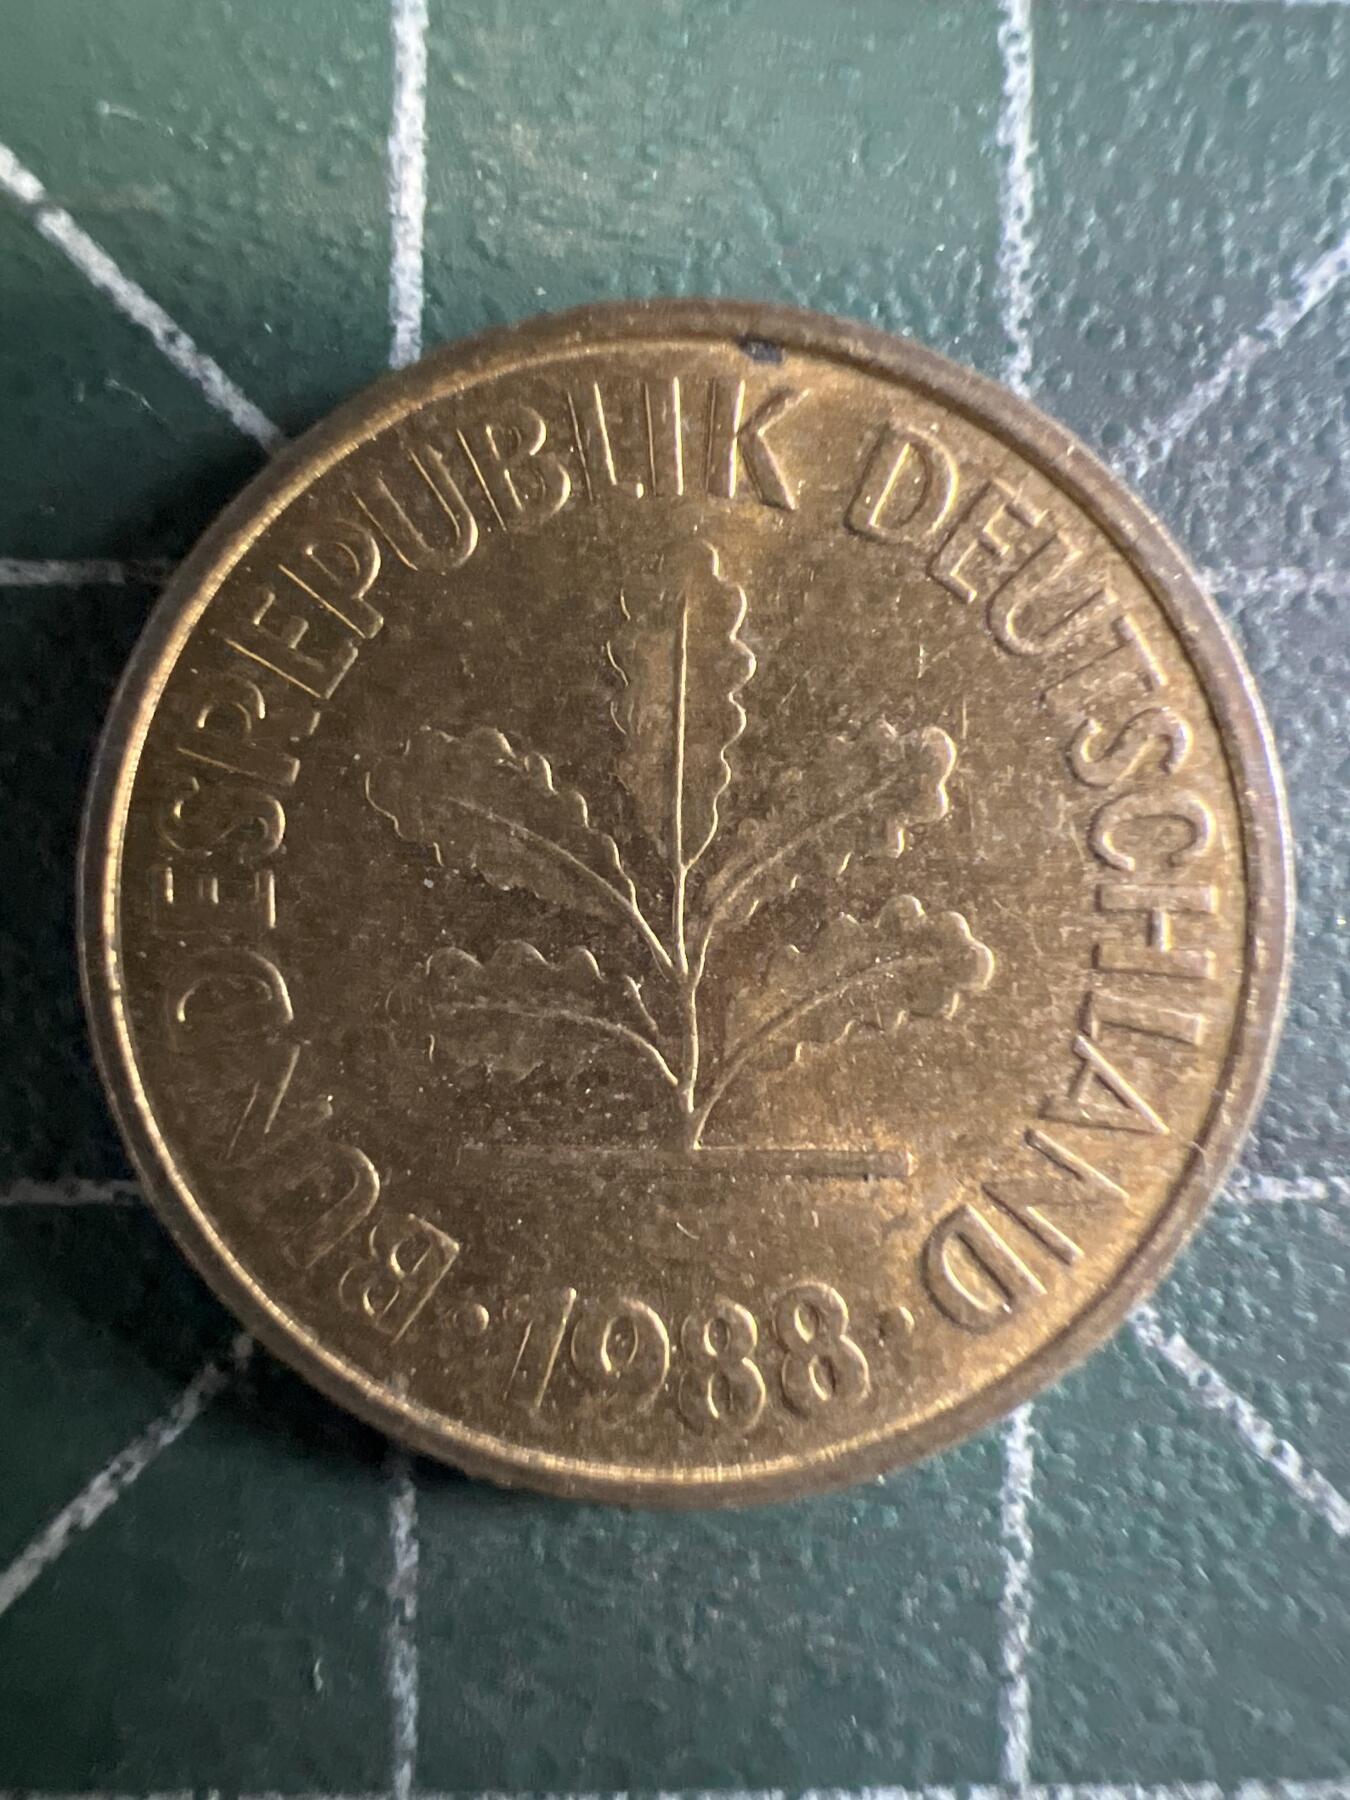 BUNDESREPUBLIK DEUTSCHLAND
· 1988 ·